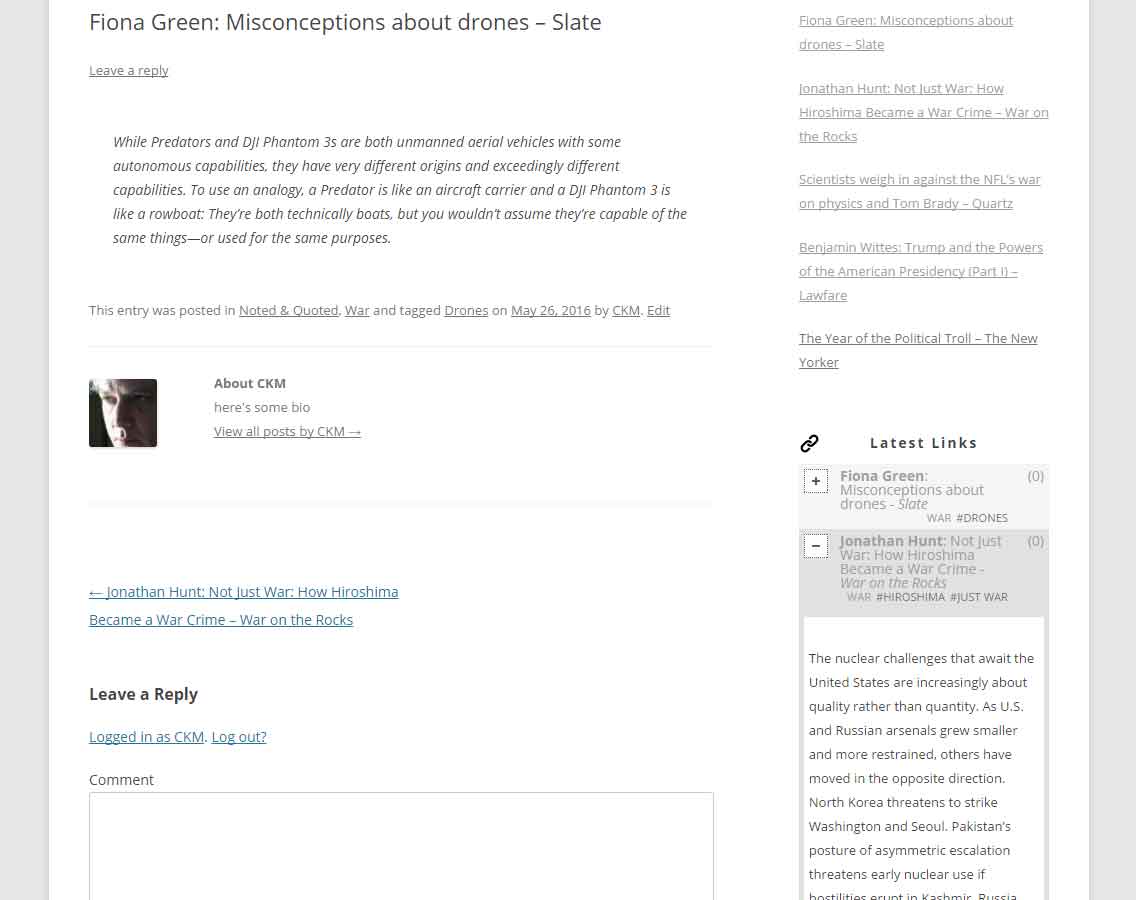 Fiona Green: Misconceptions about drones – Slate
Leave a reply
While Predators and DJI Phantom 3s are both unmanned aerial vehicles with some
autonomous capabilities, they have very different origins and exceedingly different
capabilities. To use an analogy, a Predator is like an aircraft carrier and a DJI Phantom 3 is
like a rowboat: They're both technically boats, but you wouldn't assume they're capable of the
same things—or used for the same purposes.
This entry was posted in Noted & Quoted, War and tagged Drones on May 26, 2016 by CKM. Edit
About CKM
here's some bio
View all posts by CKM →
← Jonathan Hunt: Not Just War: How Hiroshima
Became a War Crime – War on the Rocks
Leave a Reply
Logged in as CKM. Log out?
Comment
Fiona Green: Misconceptions about
drones – Slate
Jonathan Hunt: Not Just War: How
Hiroshima Became a War Crime – War on
the Rocks
Scientists weigh in against the NFL's war
on physics and Tom Brady – Quartz
Benjamin Wittes: Trump and the Powers
of the American Presidency (Part I) –
Lawfare
The Year of the Political Troll – The New
Yorker
Latest Links
+ Fiona Green: (0)
Misconceptions about
drones - Slate
WAR #DRONES
− Jonathan Hunt: Not Just (0)
War: How Hiroshima
Became a War Crime -
War on the Rocks
WAR #HIROSHIMA #JUST WAR
The nuclear challenges that await the
United States are increasingly about
quality rather than quantity. As U.S.
and Russian arsenals grew smaller
and more restrained, others have
moved in the opposite direction.
North Korea threatens to strike
Washington and Seoul. Pakistan's
posture of asymmetric escalation
threatens early nuclear use if
hostilities erupt in Kashmir. Russia